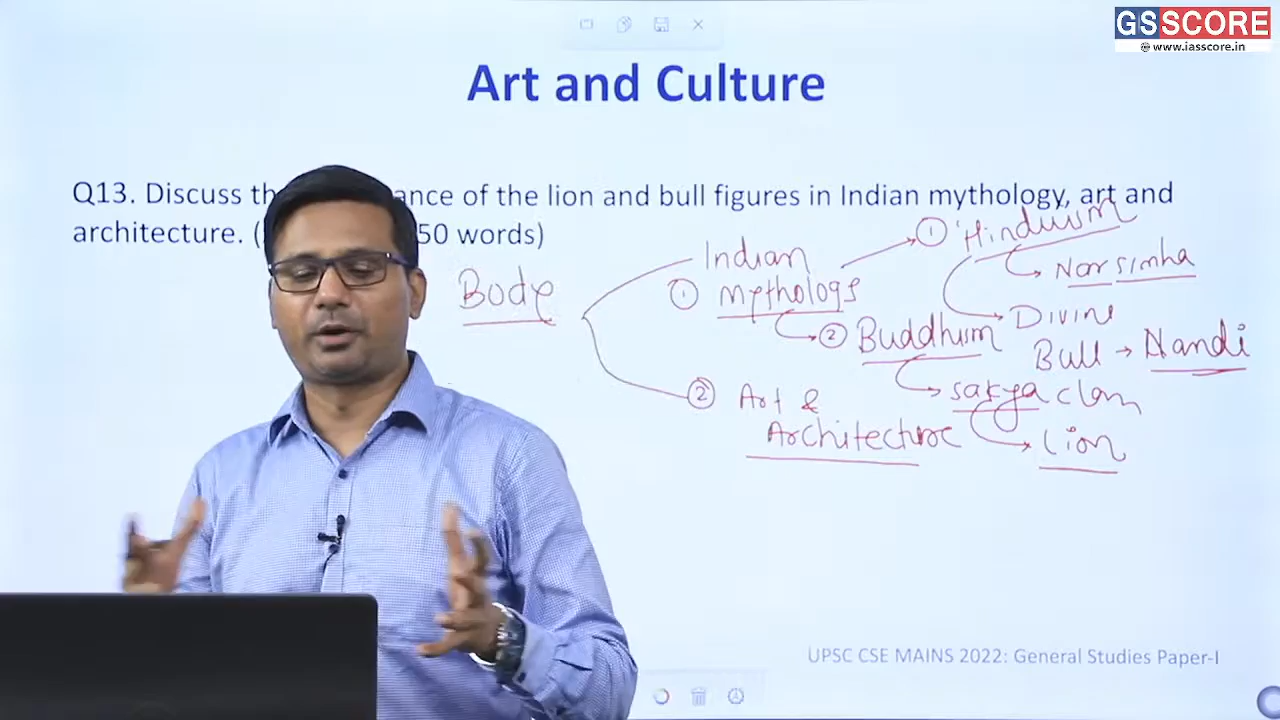 GSSCORE
www.iasscore.in
Art and Culture
Q13. Discuss th ance of the lion and bull figures in Indian mythology, art and
architecture. ( 50 words)
Body
Indian
① mythology
① Hinduism
Narsimha
Divine
Bull → Nandi
② Buddhism
sakya clan
Lion
② Art &
Architecture
UPSC CSE MAINS 2022: General Studies Paper-I